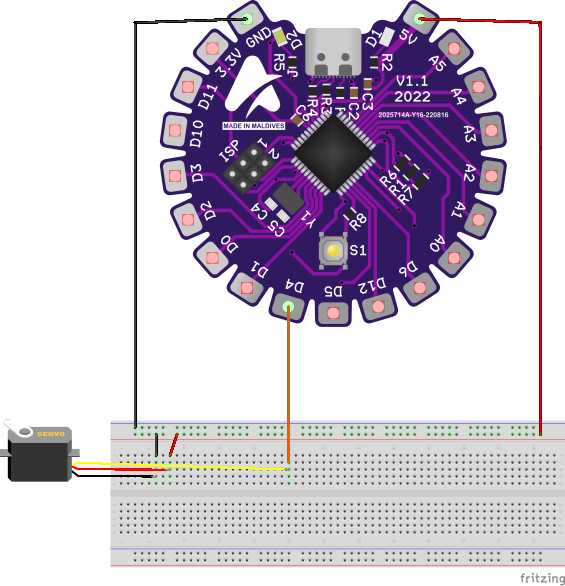 GND
D2
D1
5V
3.3V
R5
R2
A5
D11
V1.1
A4
2022
R4
R3
C2
C3
2025714A-Y16-220816
C6
MADE IN MALDIVES
D10
A3
ISP
1
2
D3
A2
R6
R1
R7
C4
C5
Y1
D2
A1
R8
D0
S1
A0
D1
D6
D4
D5
D12
SERVO
fritzing